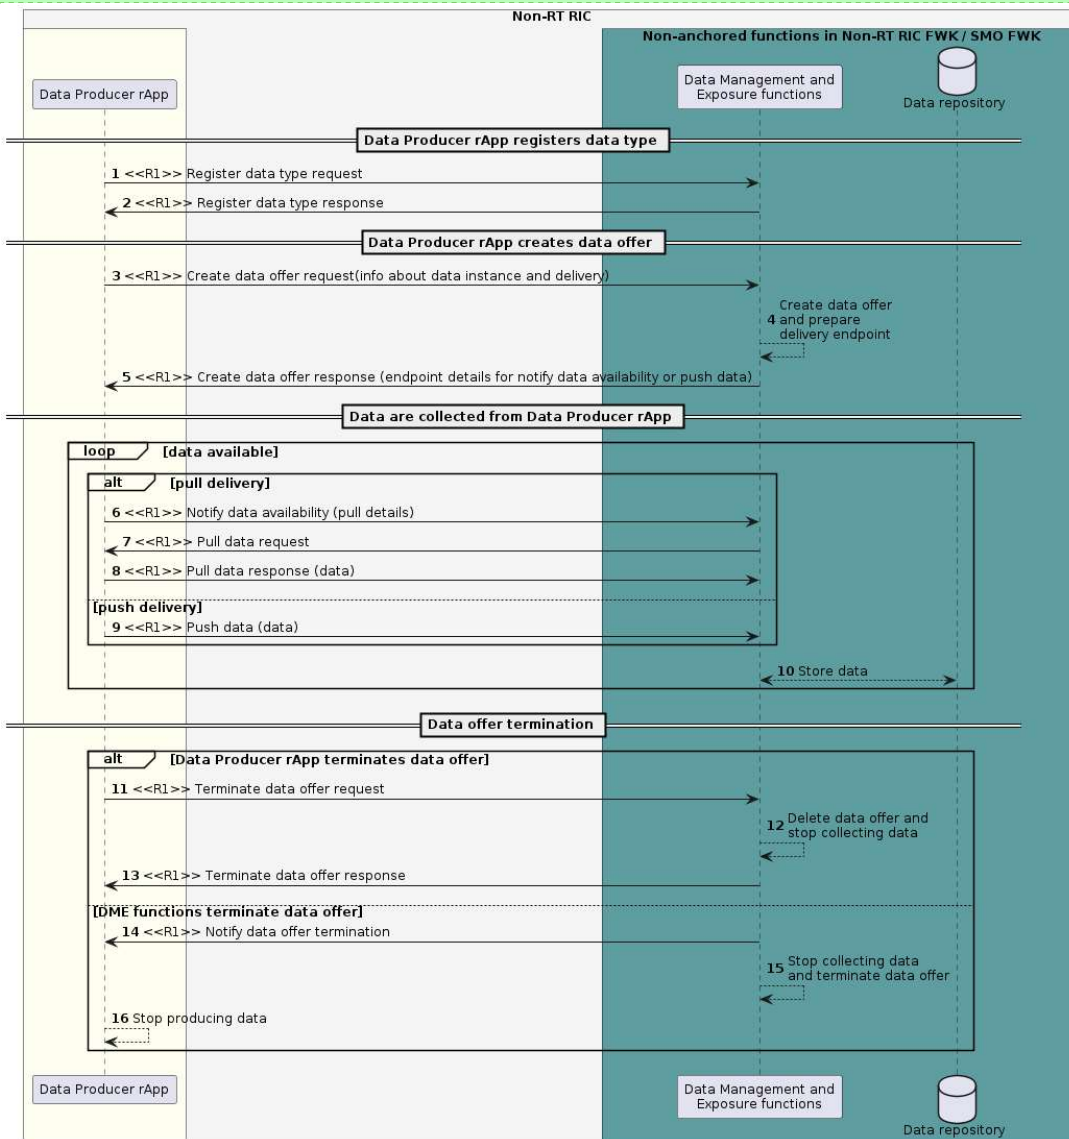 Non-RT RIC
Non-anchored functions in Non-RT RIC FWK / SMO FWK
Data Producer rApp
Data Management and
Exposure functions
Data repository
Data Producer rApp registers data type
1 <<R1>> Register data type request
2 <<R1>> Register data type response
Data Producer rApp creates data offer
3 <<R1>> Create data offer request(info about data instance and delivery)
4 Create data offer
and prepare
delivery endpoint
5 <<R1> Create data offer response (endpoint details for notify data availability or push data)
Data are collected from Data Producer rApp
loop [data available]
alt [pull delivery]
6 <<R1>> Notify data availability (pull details)
7 <<R1>> Pull data request
8 <<R1>> Pull data response (data)
[push delivery]
9 <<R1>> Push data (data)
10 Store data
Data offer termination
alt [Data Producer rApp terminates data offer]
11 <<R1>> Terminate data offer request
12 Delete data offer and
stop collecting data
13 <<R1>> Terminate data offer response
[DME functions terminate data offer]
14 <<R1>> Notify data offer termination
15 Stop collecting data
and terminate data offer
16 Stop producing data
Data Producer rApp
Data Management and
Exposure functions
Data repository